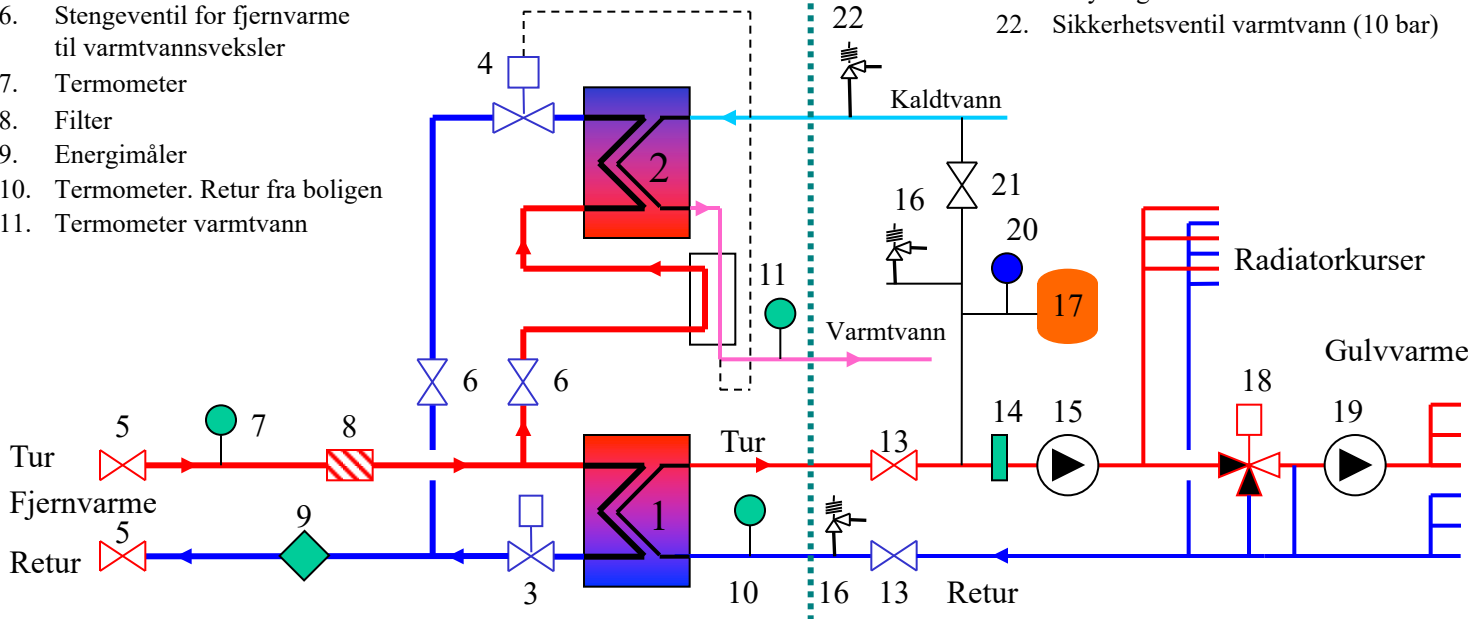 6. Stengeventil for fjernvarme
til varmtvannsveksler
7. Termometer
8. Filter
9. Energimåler
10. Termometer. Retur fra boligen
11. Termometer varmtvann
22. Sikkerhetsventil varmtvann (10 bar)
22
4
Kaldtvann
2
21
16
20
Radiatorkurser
11
17
Varmtvann
Gulvvarme
6
6
18
5
7
8
14
15
19
Tur
Tur
13
Fjernvarme
9
1
5
Retur
3
10
16
13
Retur